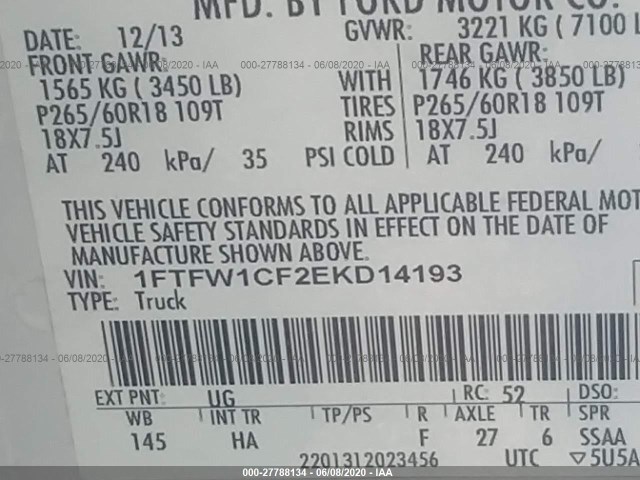 MFD. BY FORD MOTOR CO.
DATE: 12/13 GVWR: 3221 KG ( 7100 L
FRONT GAWR: REAR GAWR:
1565 KG ( 3450 LB) WITH 1746 KG ( 3850 LB)
P265/60R18 109T TIRES P265/60R18 109T
18X7.5J RIMS 18X7.5J
AT 240 kPa/ 35 PSI COLD AT 240 kPa/
THIS VEHICLE CONFORMS TO ALL APPLICABLE FEDERAL MOT
VEHICLE SAFETY STANDARDS IN EFFECT ON THE DATE OF
MANUFACTURE SHOWN ABOVE.
VIN: 1FTFW1CF2EKD14193
TYPE: Truck
EXT PNT: UG RC: 52 DSO:
WB INT TR TP/PS R AXLE TR SPR
145 HA F 27 6 SSAA
2201312023456 UTC ▽5U5A
000-27788134 - 06/08/2020 - IAA